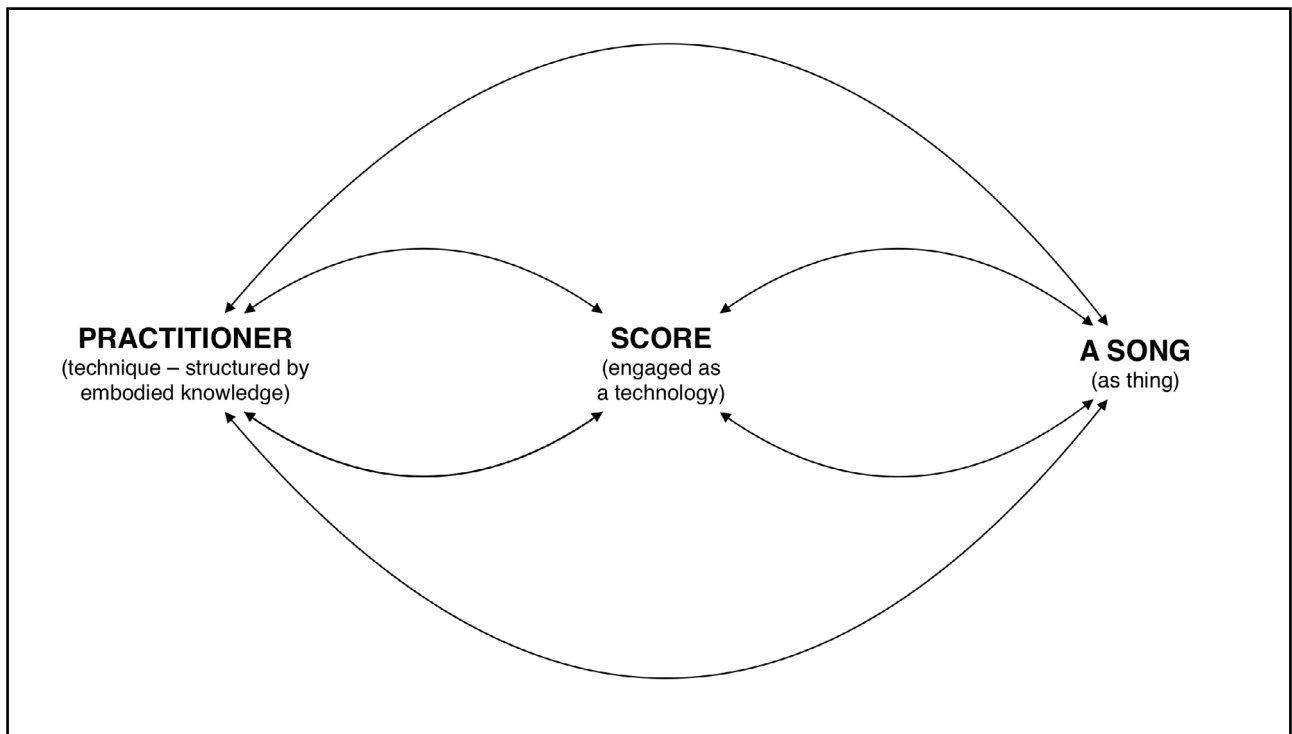 PRACTITIONER
(technique – structured by
embodied knowledge)
SCORE
(engaged as
a technology)
A SONG
(as thing)